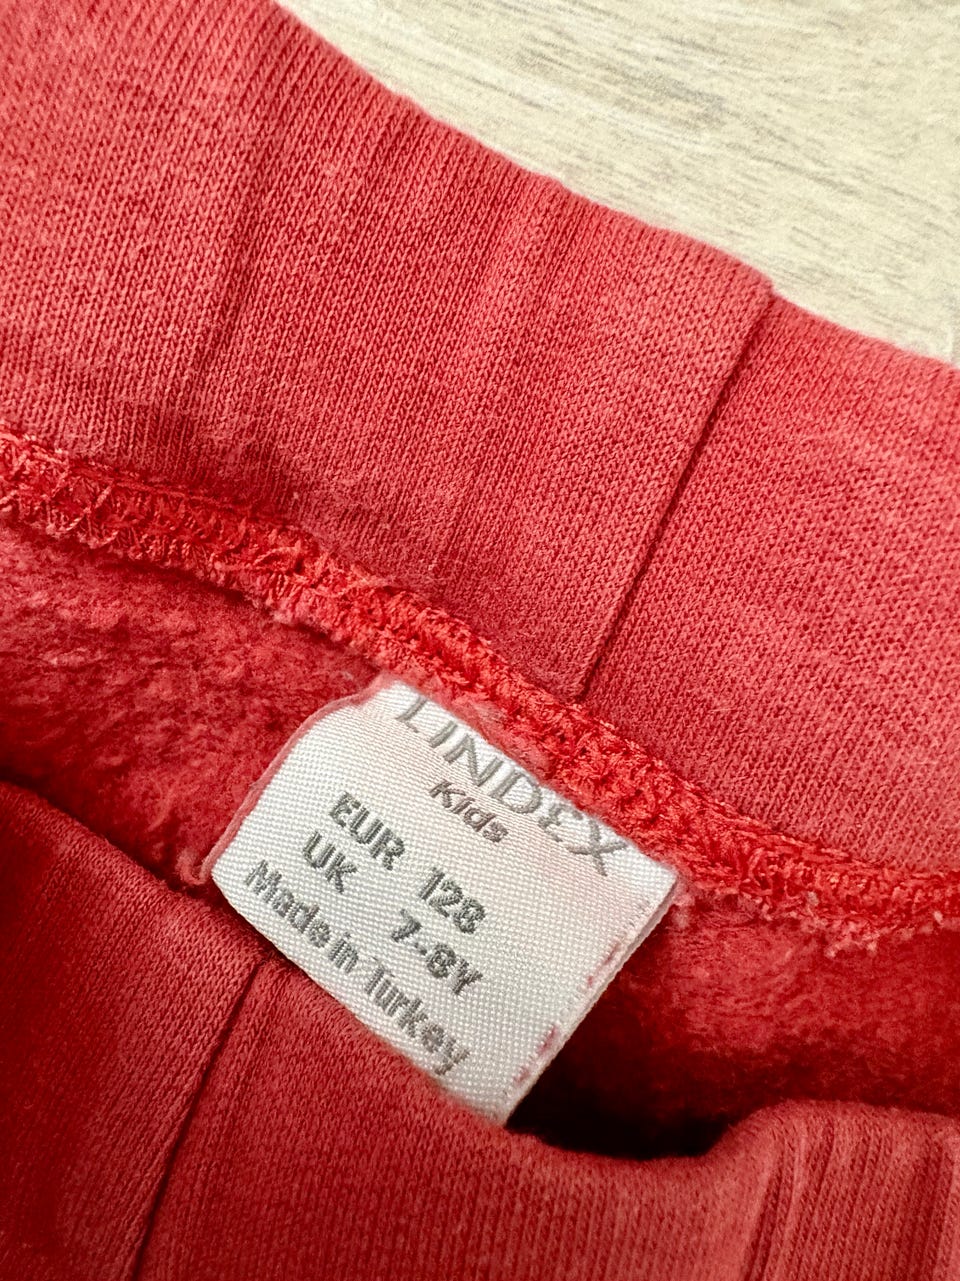 LINDEX
Kids
EUR 128
UK 7-8Y
Made in Turkey